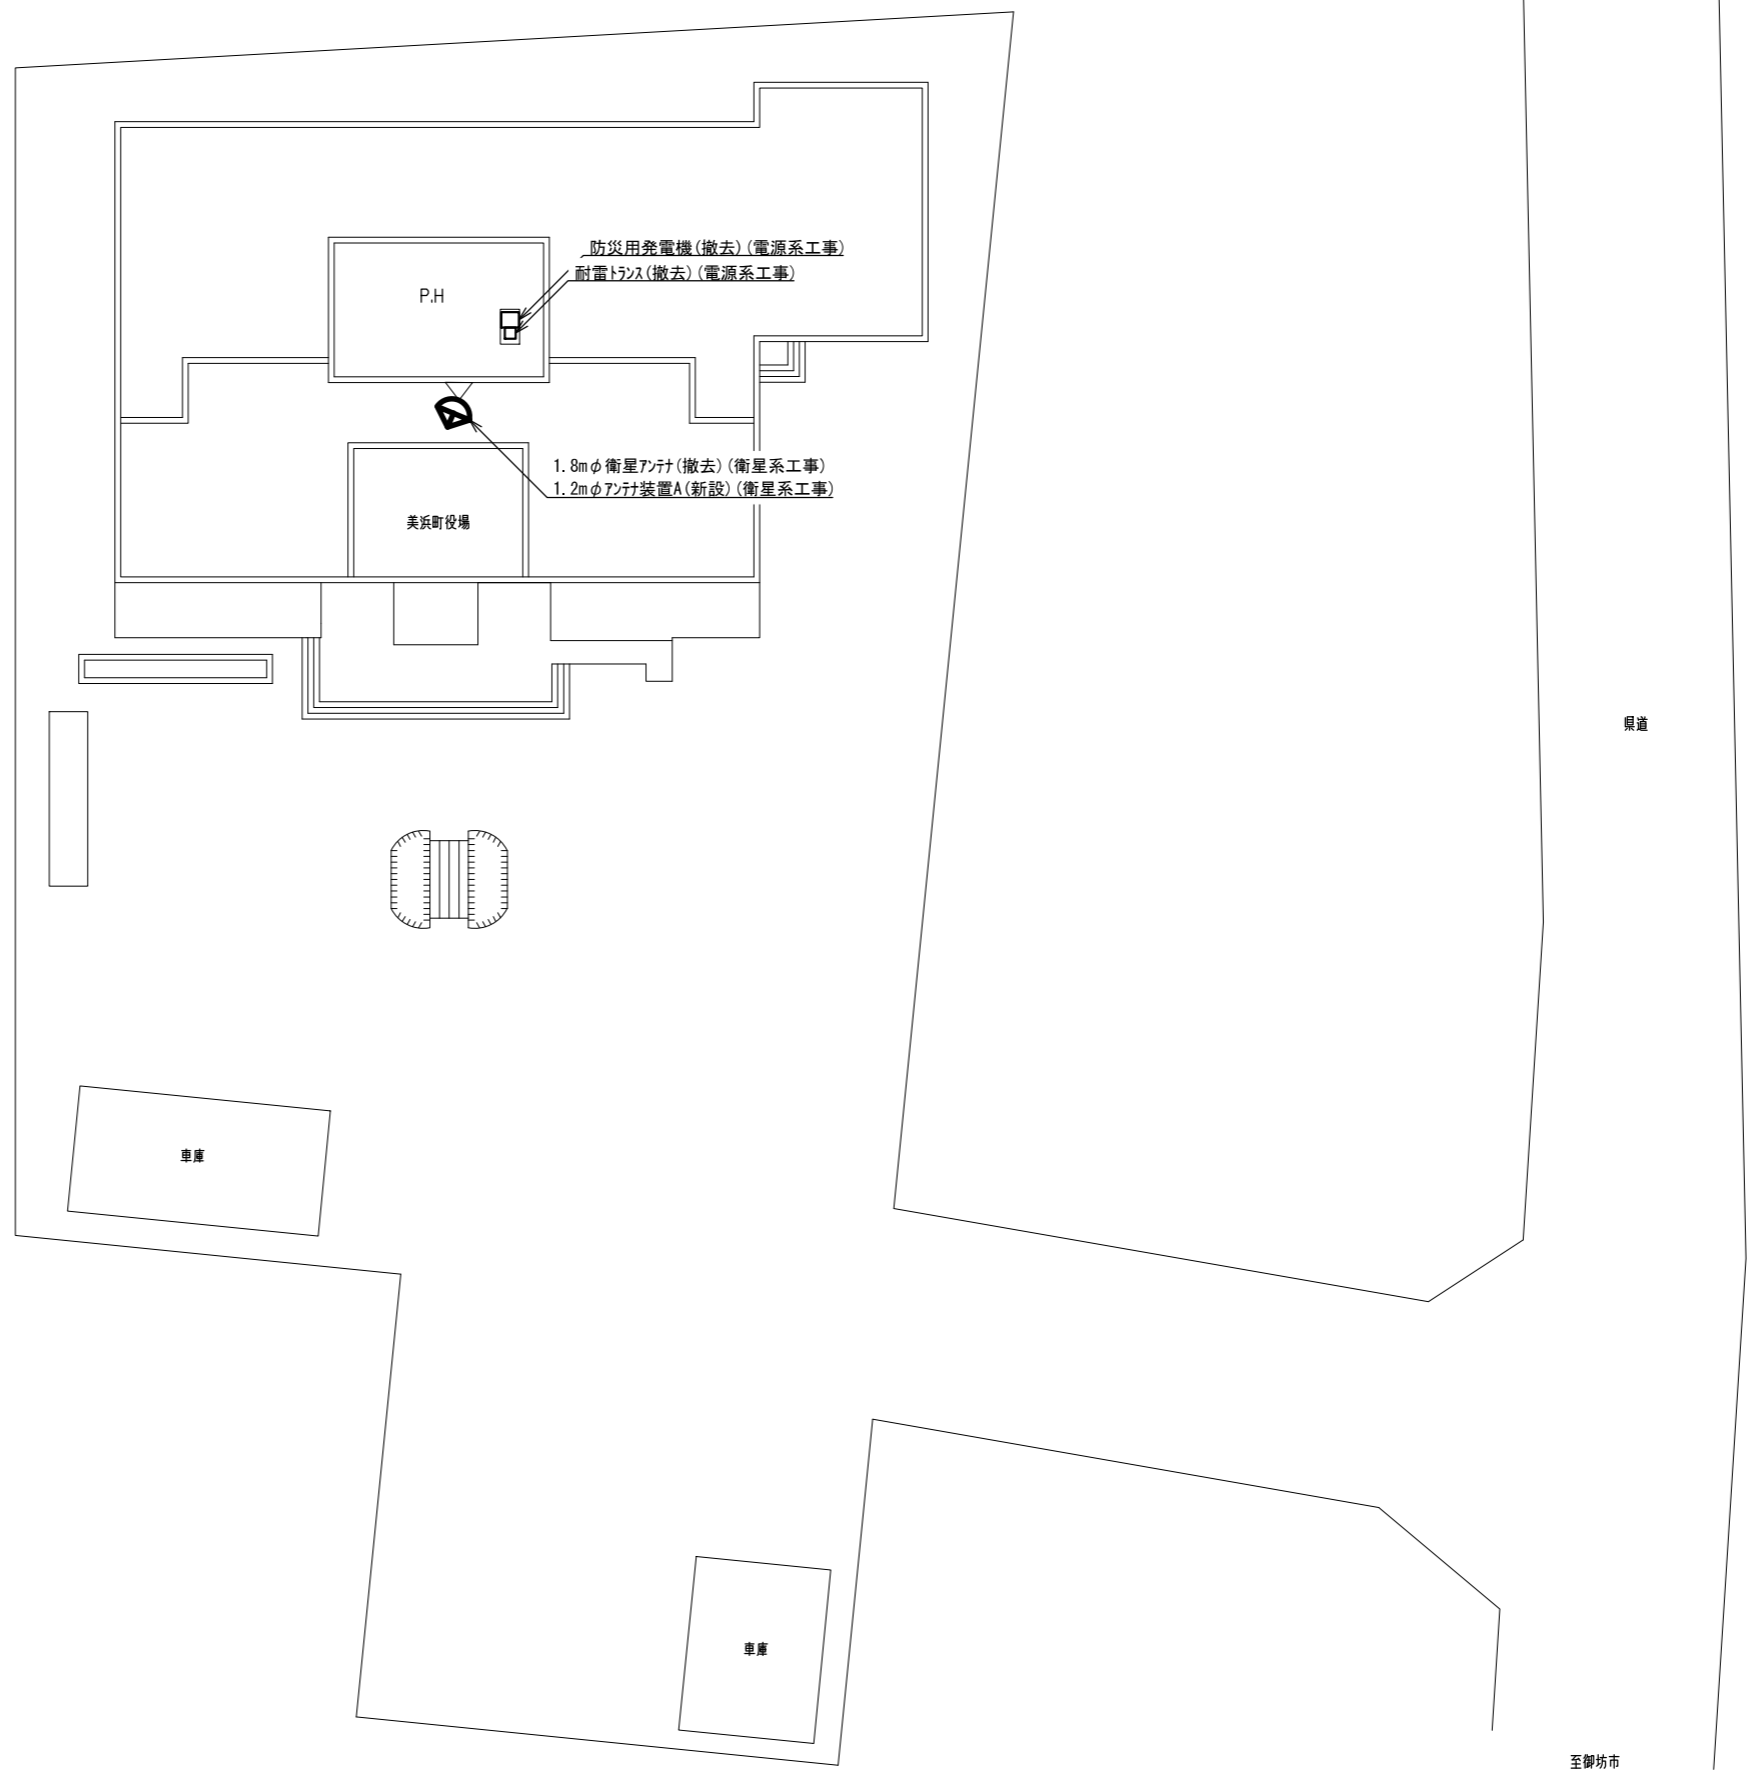 防災用発電機(撤去)(電源系工事)
耐雷ﾄﾗﾝｽ(撤去)(電源系工事)
P.H
1.8mφ衛星ｱﾝﾃﾅ(撤去)(衛星系工事)
1.2mφｱﾝﾃﾅ装置A(新設)(衛星系工事)
美浜町役場
県道
車庫
車庫
至御坊市